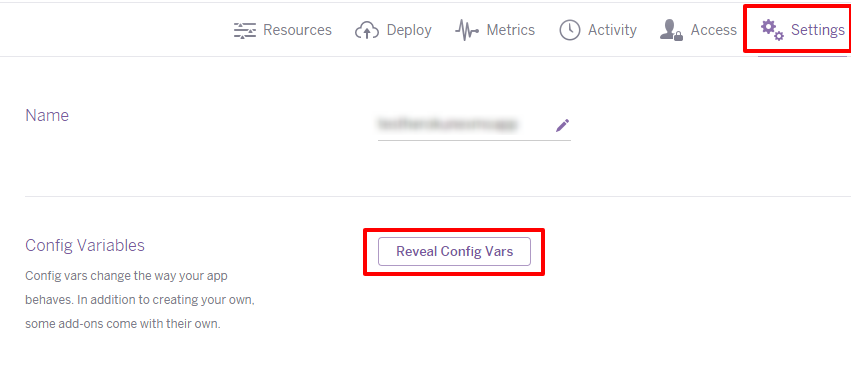 Resources Deploy Metrics Activity Access Settings
Name
Config Variables
Reveal Config Vars
Config vars change the way your app
behaves. In addition to creating your own,
some add-ons come with their own.